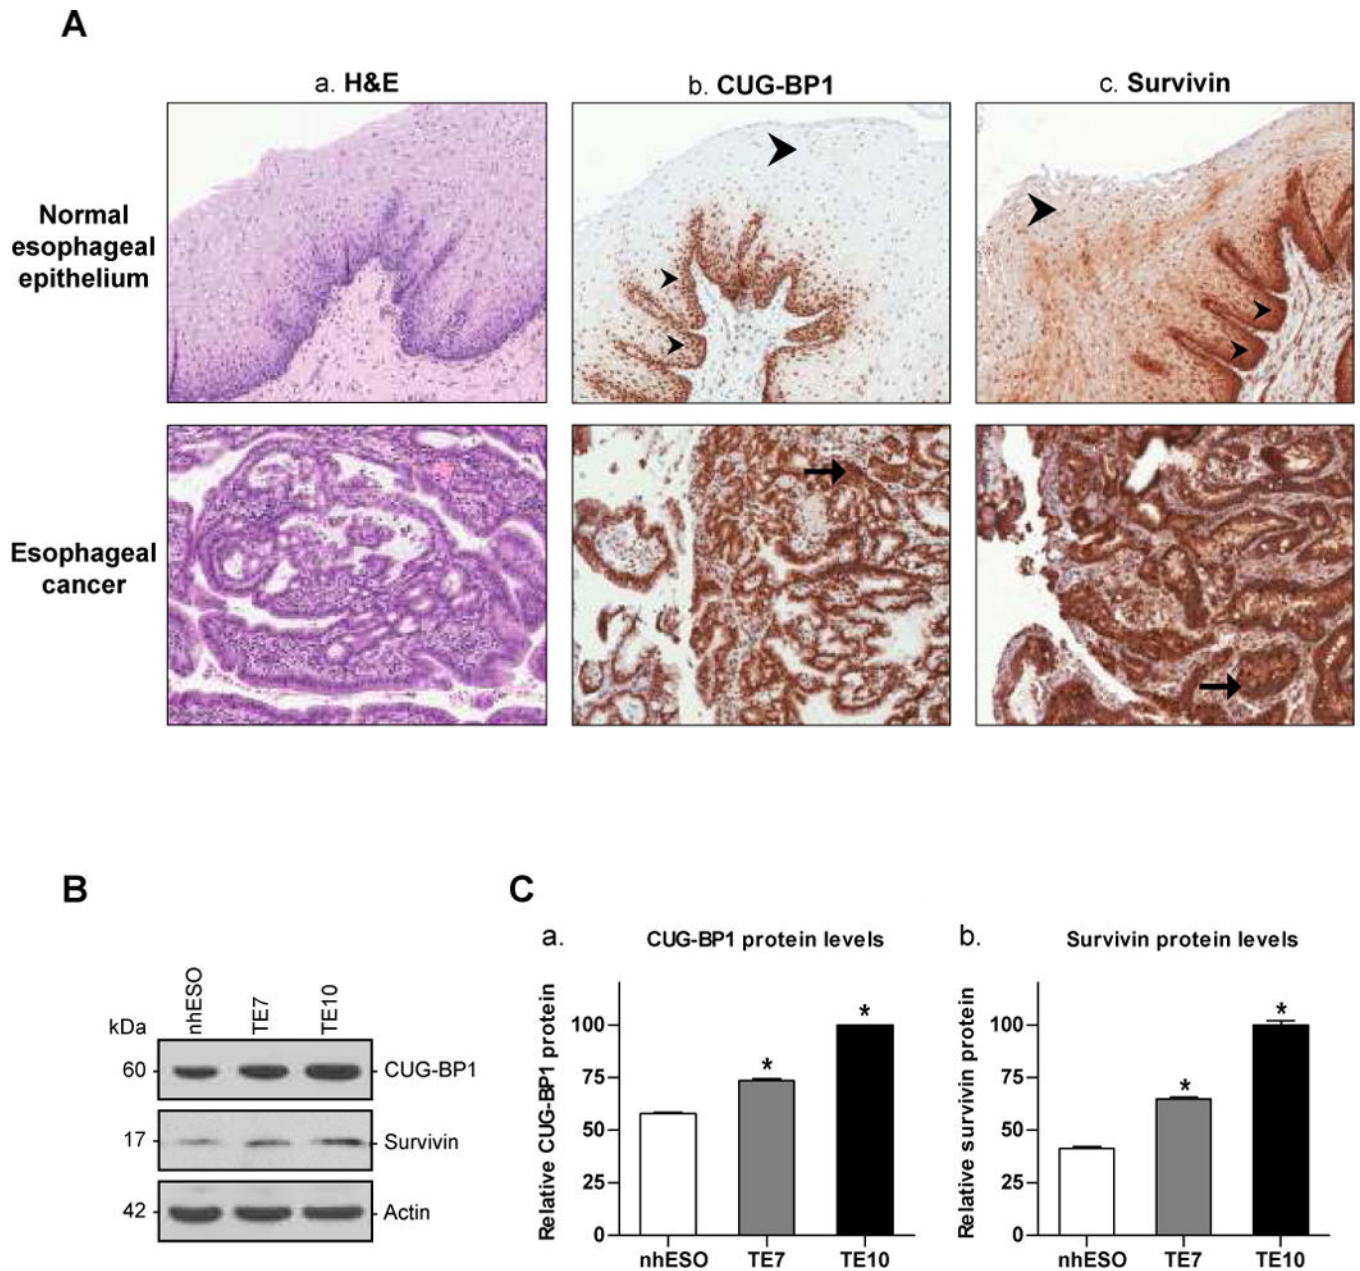 A
a. H&E
b. CUG-BP1
c. Survivin
Normal
esophageal
epithelium
Esophageal
cancer
B
kDa
nhESO
TE7
TE10
60
CUG-BP1
17
Survivin
42
Actin
C
a.
CUG-BP1 protein levels
Relative CUG-BP1 protein
100
75
50
25
0
*
*
nhESO
TE7
TE10
b.
Survivin protein levels
Relative survivin protein
100
75
50
25
0
*
*
nhESO
TE7
TE10